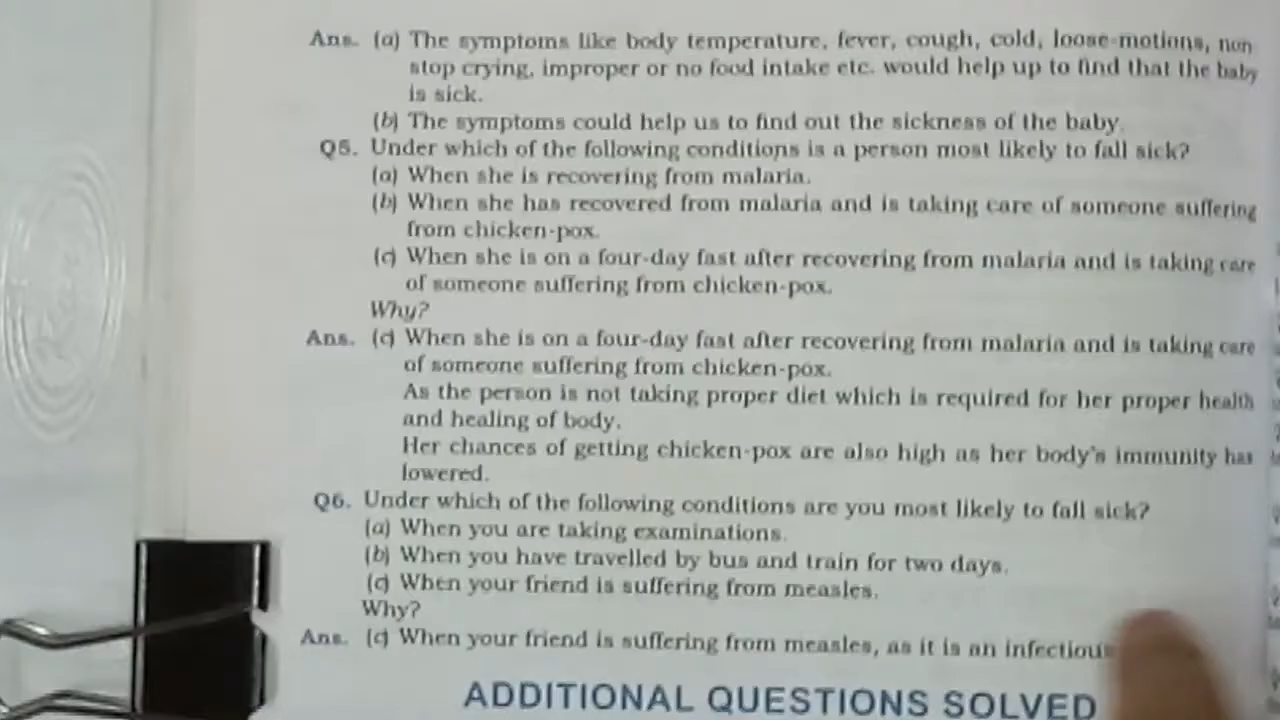 Ans. (a) The symptoms like body temperature, fever, cough, cold, loose-motions, non
stop crying, improper or no food intake etc. would help up to find that the baby
is sick.
(b) The symptoms could help us to find out the sickness of the baby.
Q5. Under which of the following conditions is a person most likely to fall sick?
(a) When she is recovering from malaria.
(b) When she has recovered from malaria and is taking care of someone suffering
from chicken-pox.
(c) When she is on a four-day fast after recovering from malaria and is taking care
of someone suffering from chicken-pox.
Why?
Ans. (c) When she is on a four-day fast after recovering from malaria and is taking care
of someone suffering from chicken-pox.
As the person is not taking proper diet which is required for her proper health
and healing of body.
Her chances of getting chicken-pox are also high as her body's immunity has
lowered.
Q6. Under which of the following conditions are you most likely to fall sick?
(a) When you are taking examinations.
(b) When you have travelled by bus and train for two days.
(c) When your friend is suffering from measles.
Why?
Ans. (c) When your friend is suffering from measles, as it is an infectious
ADDITIONAL QUESTIONS SOLVED